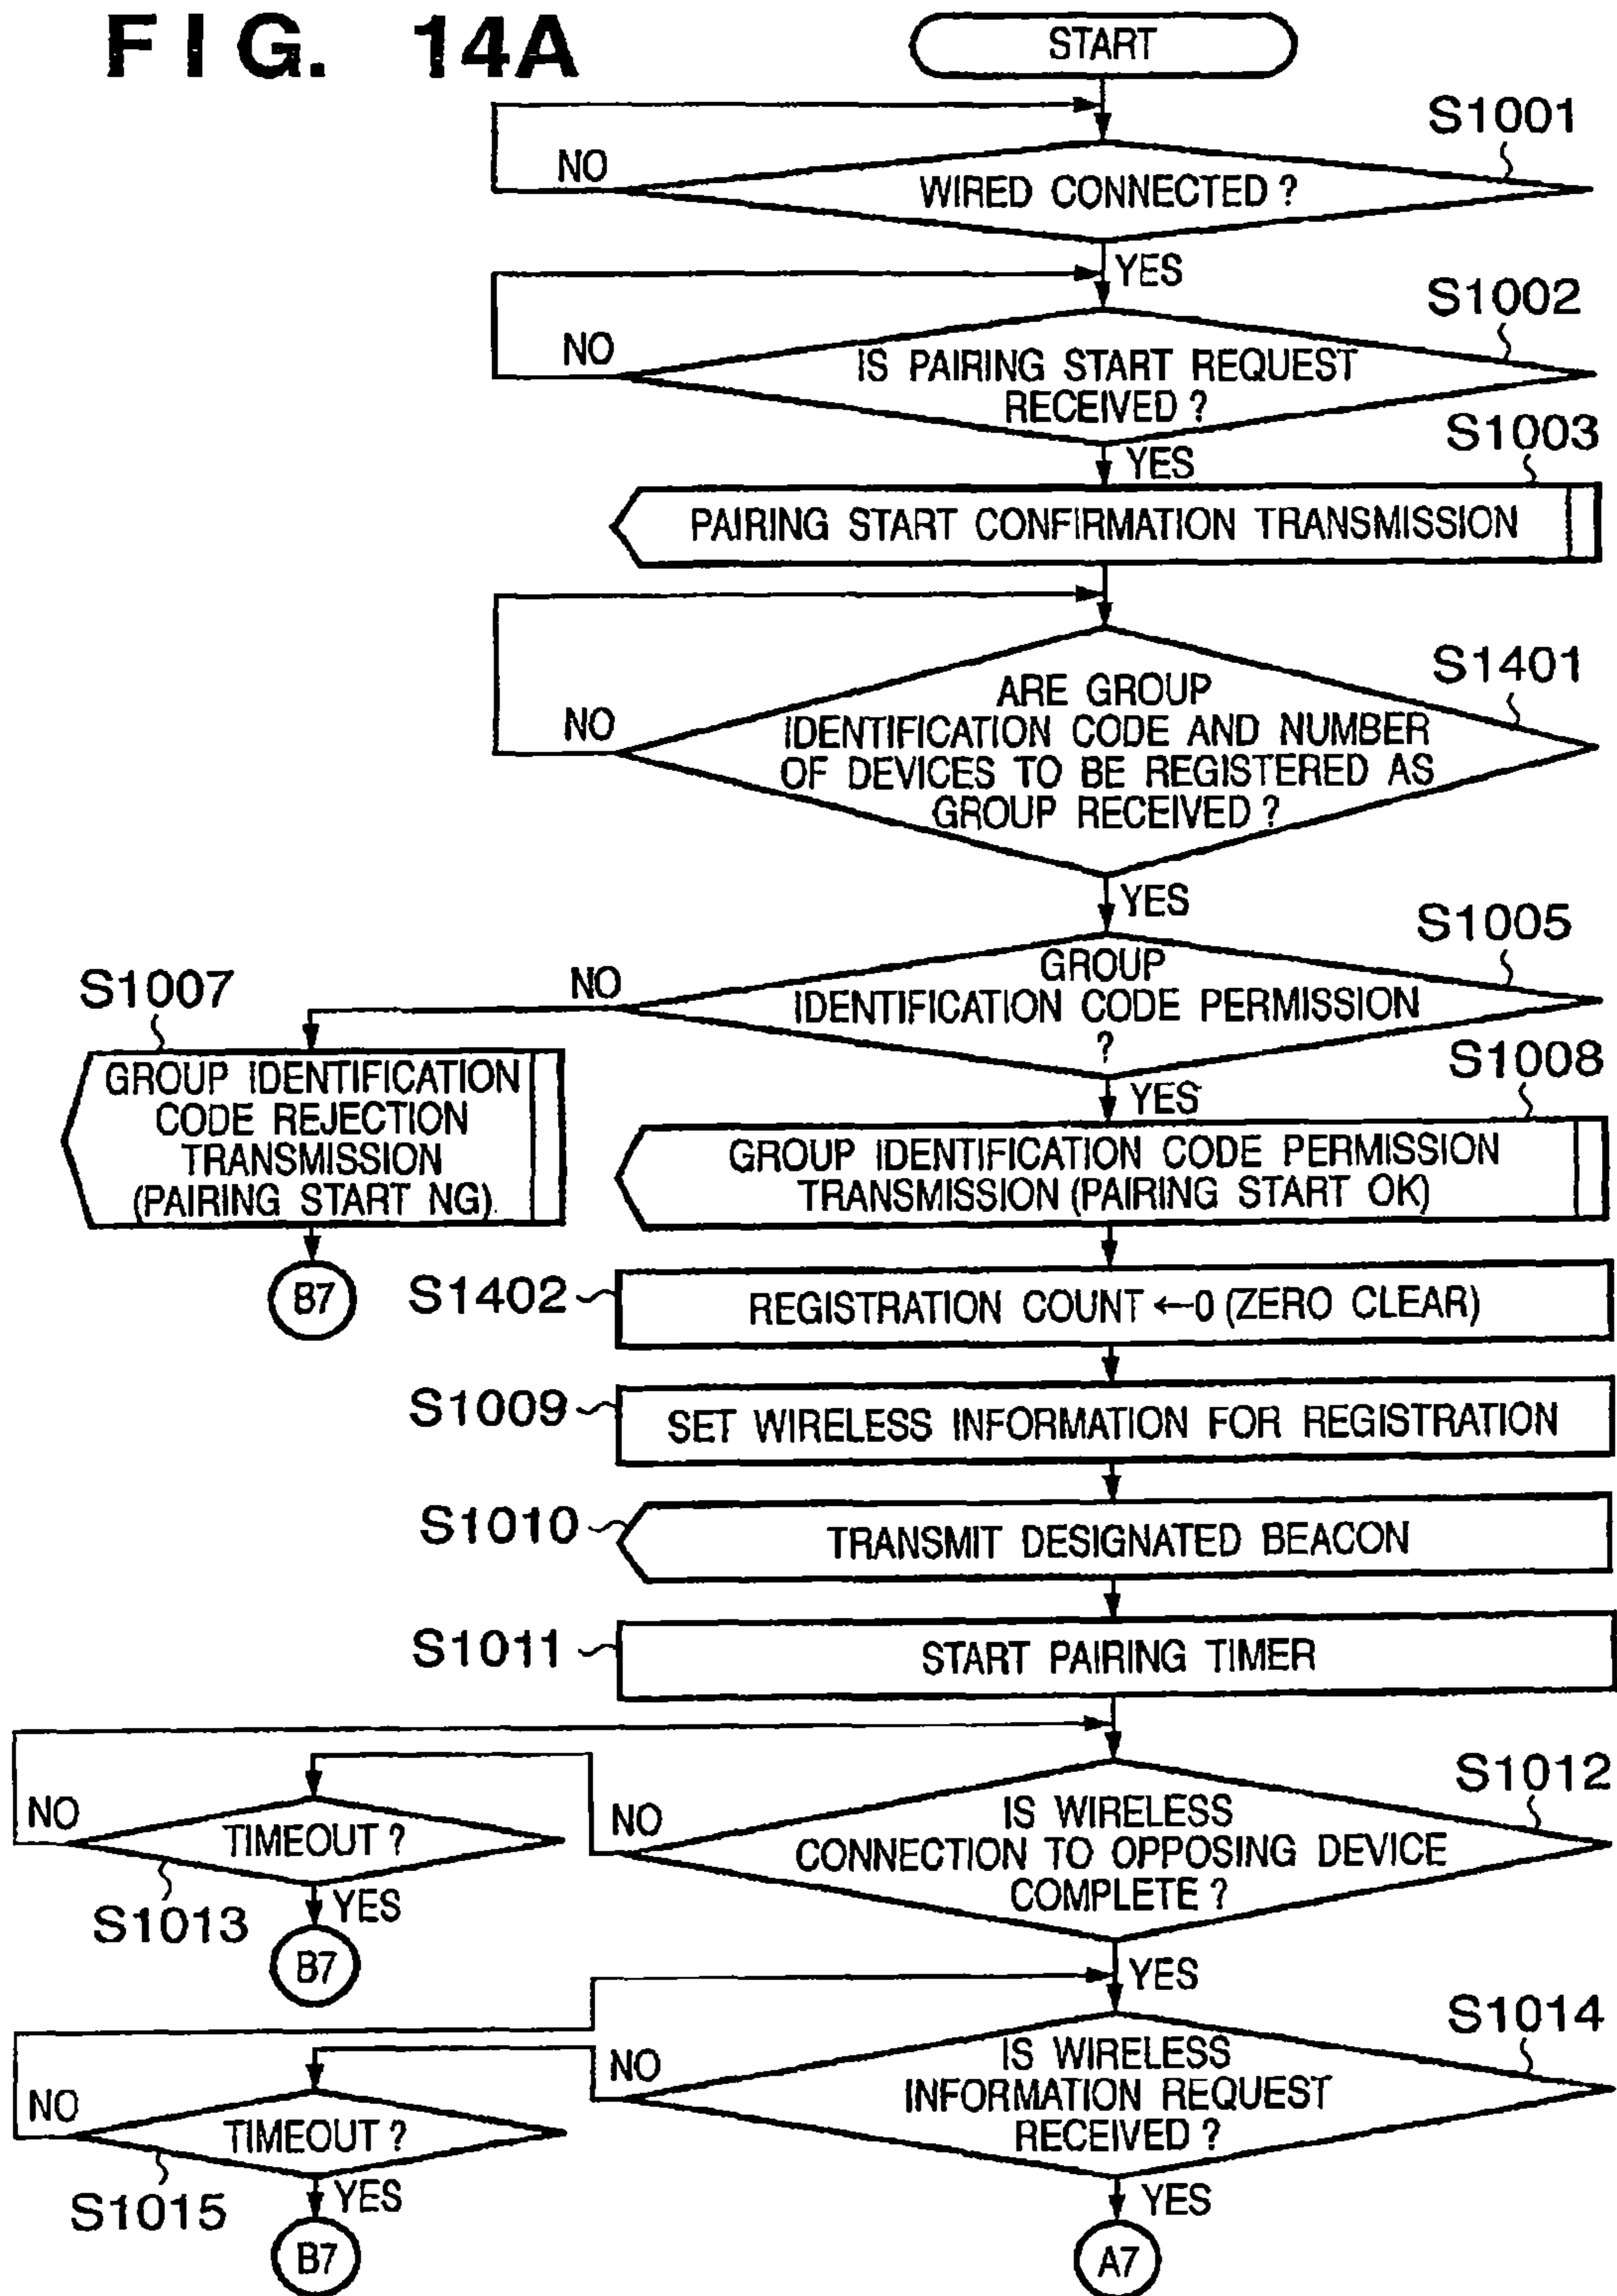 FIG. 14A
START
S1001
NO
WIRED CONNECTED ?
YES
S1002
NO
IS PAIRING START REQUEST
RECEIVED ?
YES
S1003
PAIRING START CONFIRMATION TRANSMISSION
S1401
NO
ARE GROUP
IDENTIFICATION CODE AND NUMBER
OF DEVICES TO BE REGISTERED AS
GROUP RECEIVED ?
YES
S1005
NO
GROUP
IDENTIFICATION CODE PERMISSION
?
YES
S1007
GROUP IDENTIFICATION
CODE REJECTION
TRANSMISSION
(PAIRING START NG)
B7
S1008
GROUP IDENTIFICATION CODE PERMISSION
TRANSMISSION (PAIRING START OK)
S1402
REGISTRATION COUNT ←0 (ZERO CLEAR)
S1009
SET WIRELESS INFORMATION FOR REGISTRATION
S1010
TRANSMIT DESIGNATED BEACON
S1011
START PAIRING TIMER
S1012
NO
IS WIRELESS
CONNECTION TO OPPOSING DEVICE
COMPLETE ?
YES
NO
TIMEOUT ?
S1013
YES
B7
S1014
NO
IS WIRELESS
INFORMATION REQUEST
RECEIVED ?
YES
A7
NO
TIMEOUT ?
S1015
YES
B7